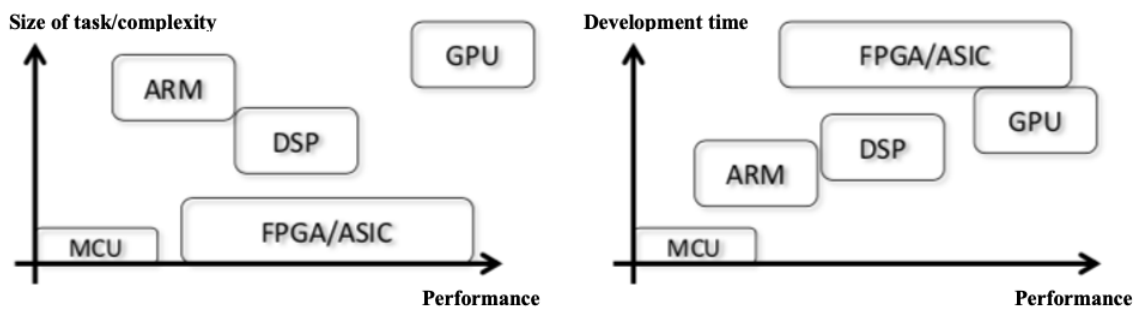 Size of task/complexity
GPU
ARM
DSP
FPGA/ASIC
MCU
Performance
Development time
FPGA/ASIC
GPU
DSP
ARM
MCU
Performance